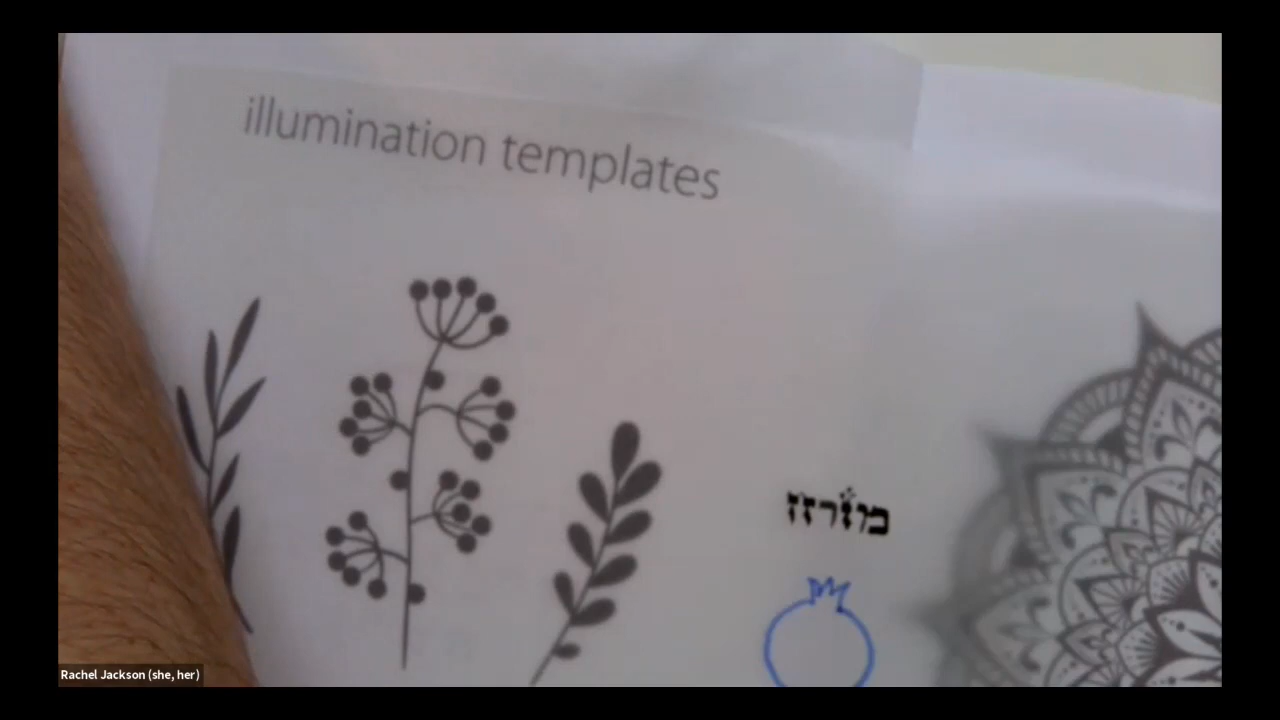 illumination templates
Rachel Jackson (she, her)